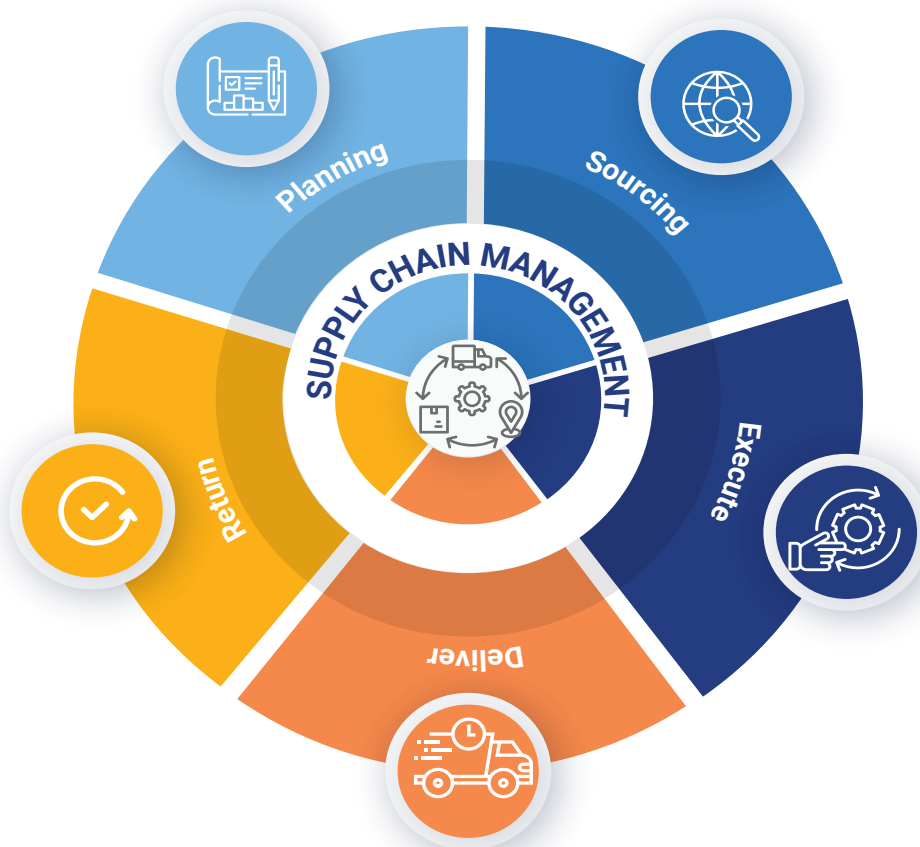 SUPPLY CHAIN MANAGEMENT
Planning
Sourcing
Execute
Deliver
Return